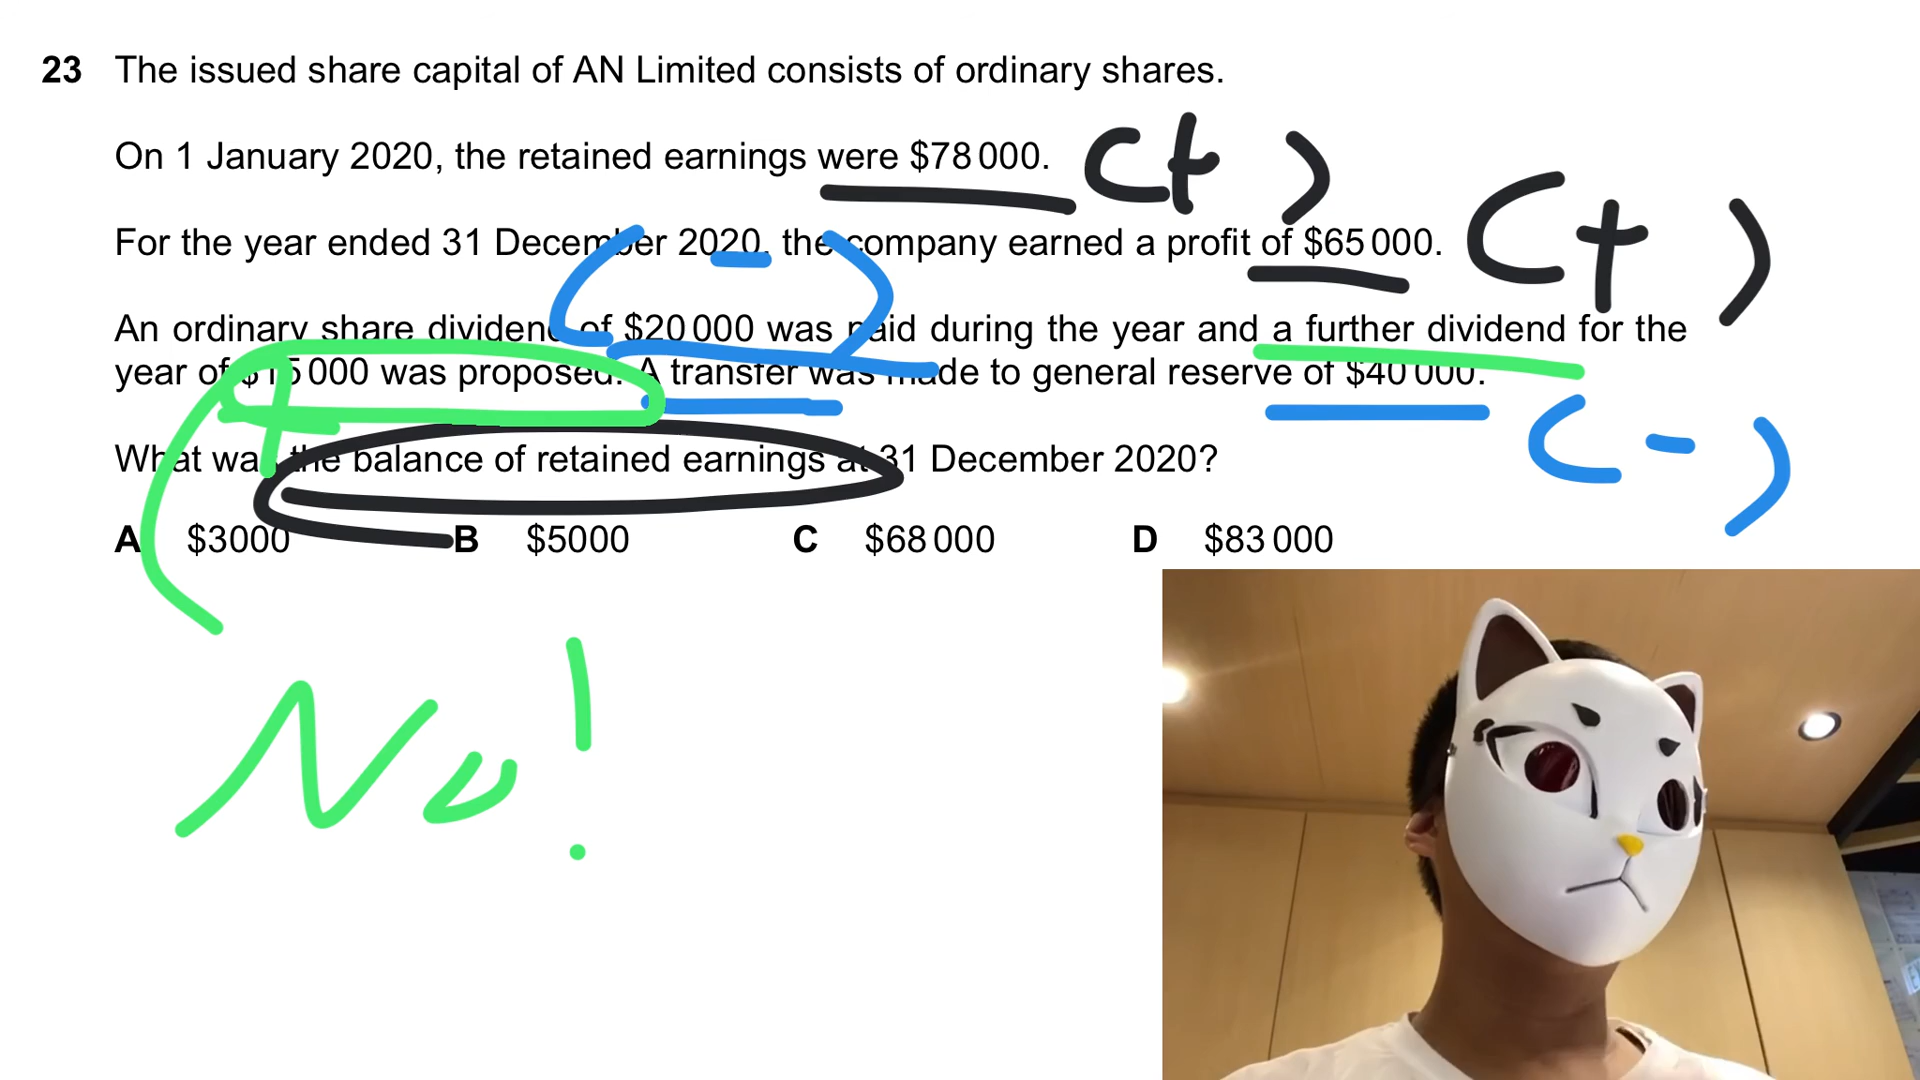 23 The issued share capital of AN Limited consists of ordinary shares.
On 1 January 2020, the retained earnings were $78 000. (+)
For the year ended 31 December 2020, the company earned a profit of $65 000. (+)
(-)
An ordinary share dividend of $20 000 was paid during the year and a further dividend for the
year of $15 000 was proposed. A transfer was made to general reserve of $40 000.
(-)
What was the balance of retained earnings at 31 December 2020?
A $3000 B $5000 C $68 000 D $83 000
No!